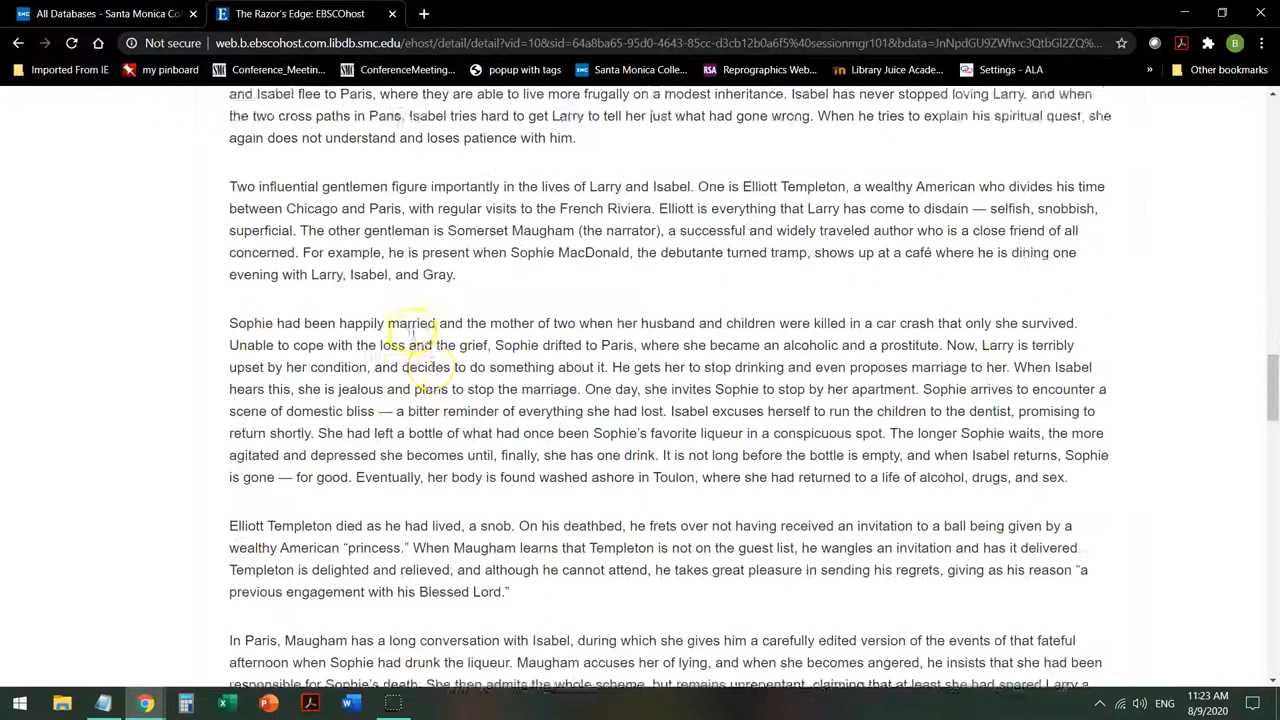 All Databases - Santa Monica Co
The Razor's Edge: EBSCOhost
Not secure
web.b.ebscohost.com.libdb.smc.edu/ehost/detail/detail?vid=10&sid=64a8ba65-95d0-4643-85cc-d3cb12b0a6f5%40sessionmgr101&bdata=JnNpdGU9ZWhvc3QtbGl2ZQ%...
B
Imported From IE
my pinboard
Conference_Meetin...
ConferenceMeeting...
popup with tags
Santa Monica Colle...
Reprographics Web...
Library Juice Acade...
Settings - ALA
»
Other bookmarks
and Isabel flee to Paris, where they are able to live more frugally on a modest inheritance. Isabel has never stopped loving Larry, and when
the two cross paths in Paris, Isabel tries hard to get Larry to tell her just what had gone wrong. When he tries to explain his spiritual quest, she
again does not understand and loses patience with him.
Two influential gentlemen figure importantly in the lives of Larry and Isabel. One is Elliott Templeton, a wealthy American who divides his time
between Chicago and Paris, with regular visits to the French Riviera. Elliott is everything that Larry has come to disdain — selfish, snobbish,
superficial. The other gentleman is Somerset Maugham (the narrator), a successful and widely traveled author who is a close friend of all
concerned. For example, he is present when Sophie MacDonald, the debutante turned tramp, shows up at a café where he is dining one
evening with Larry, Isabel, and Gray.
Sophie had been happily married and the mother of two when her husband and children were killed in a car crash that only she survived.
Unable to cope with the loss and the grief, Sophie drifted to Paris, where she became an alcoholic and a prostitute. Now, Larry is terribly
upset by her condition, and decides to do something about it. He gets her to stop drinking and even proposes marriage to her. When Isabel
hears this, she is jealous and plans to stop the marriage. One day, she invites Sophie to stop by her apartment. Sophie arrives to encounter a
scene of domestic bliss — a bitter reminder of everything she had lost. Isabel excuses herself to run the children to the dentist, promising to
return shortly. She had left a bottle of what had once been Sophie's favorite liqueur in a conspicuous spot. The longer Sophie waits, the more
agitated and depressed she becomes until, finally, she has one drink. It is not long before the bottle is empty, and when Isabel returns, Sophie
is gone — for good. Eventually, her body is found washed ashore in Toulon, where she had returned to a life of alcohol, drugs, and sex.
Elliott Templeton died as he had lived, a snob. On his deathbed, he frets over not having received an invitation to a ball being given by a
wealthy American “princess.” When Maugham learns that Templeton is not on the guest list, he wangles an invitation and has it delivered.
Templeton is delighted and relieved, and although he cannot attend, he takes great pleasure in sending his regrets, giving as his reason “a
previous engagement with his Blessed Lord.”
In Paris, Maugham has a long conversation with Isabel, during which she gives him a carefully edited version of the events of that fateful
afternoon when Sophie had drunk the liqueur. Maugham accuses her of lying, and when she becomes angered, he insists that she had been
responsible for Sophie's death. She then admits the whole scheme, but remains unrepentant, claiming that at least she had spared Larry a
ENG
11:23 AM
8/9/2020